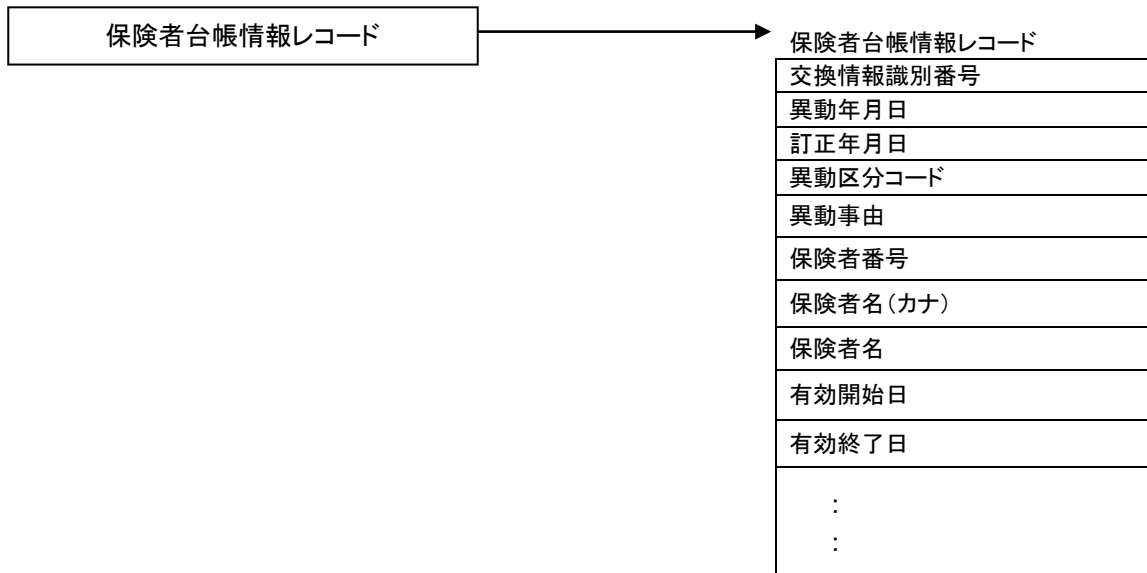 保険者台帳情報レコード
保険者台帳情報レコード
交換情報識別番号
異動年月日
訂正年月日
異動区分コード
異動事由
保険者番号
保険者名(カナ)
保険者名
有効開始日
有効終了日
:
: